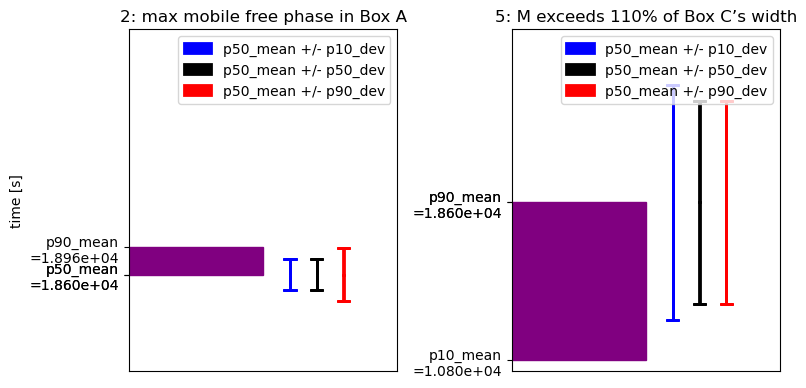 2: max mobile free phase in Box A
p50_mean +/- p10_dev
p50_mean +/- p50_dev
p50_mean +/- p90_dev
time [s]
p90_mean
=1.896e+04
p50_mean
=1.860e+04
5: M exceeds 110% of Box C’s width
p50_mean +/- p10_dev
p50_mean +/- p50_dev
p50_mean +/- p90_dev
p90_mean
=1.860e+04
p10_mean
=1.080e+04